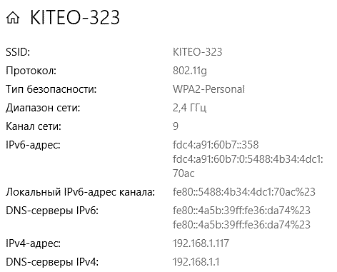 KITEO-323
SSID: KITEO-323
Протокол: 802.11g
Тип безопасности: WPA2-Personal
Диапазон сети: 2,4 ГГц
Канал сети: 9
IPv6-адрес: fdc4:a91:60b7::358
fdc4:a91:60b7:0:5488:4b34:4dc1:
70ac
Локальный IPv6-адрес канала: fe80::5488:4b34:4dc1:70ac%23
DNS-серверы IPv6: fe80::4a5b:39ff:fe36:da74%23
fe80::4a5b:39ff:fe36:da74%23
IPv4-адрес: 192.168.1.117
DNS-серверы IPv4: 192.168.1.1